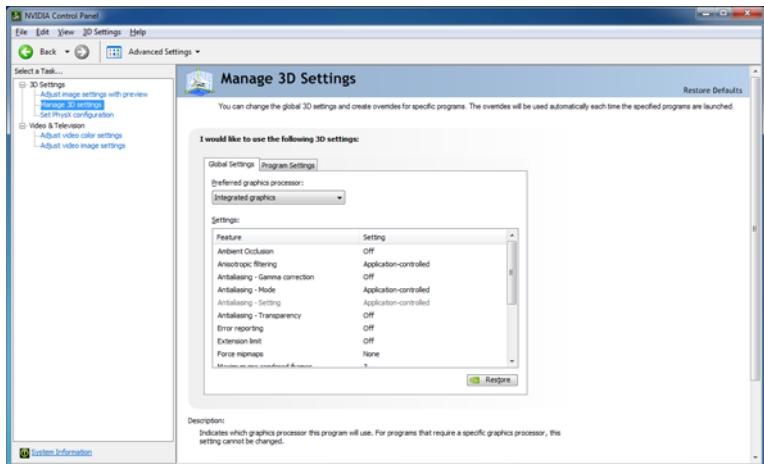 NVIDIA Control Panel
File Edit View 3D Settings Help
Back Advanced Settings
Select a Task...
3D Settings
Adjust image settings with preview
Manage 3D settings
Set PhysX configuration
Video & Television
Adjust video color settings
Adjust video image settings
System Information
Manage 3D Settings
Restore Defaults
You can change the global 3D settings and create overrides for specific programs. The overrides will be used automatically each time the specified programs are launched.
I would like to use the following 3D settings:
Global Settings Program Settings
Preferred graphics processor:
Integrated graphics
Settings:
Feature Setting
Ambient Occlusion Off
Anisotropic filtering Application-controlled
Antialiasing - Gamma correction Off
Antialiasing - Mode Application-controlled
Antialiasing - Setting Application-controlled
Antialiasing - Transparency Off
Error reporting Off
Extension limit Off
Force mipmaps None
Maximum pre-rendered frames
Restore
Description:
Indicates which graphics processor this program will use. For programs that require a specific graphics processor, this
setting cannot be changed.